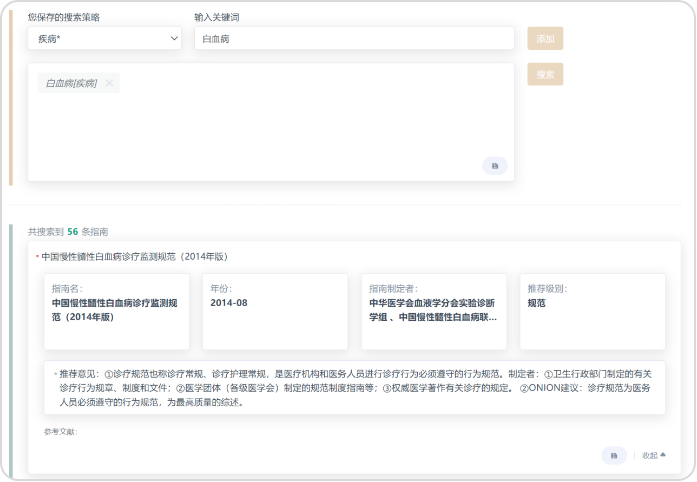 您保存的搜索策略
输入关键词
疾病*
白血病
添加
白血病[疾病]
搜索
共搜索到 56 条指南
中国慢性髓性白血病诊疗监测规范（2014年版）
指南名：
中国慢性髓性白血病诊疗监测规
范（2014年版）
年份：
2014-08
指南制定者：
中华医学会血液学分会实验诊断
学组 、中国慢性髓性白血病联...
推荐级别：
规范
推荐意见：①诊疗规范也称诊疗常规、诊疗护理常规，是医疗机构和医务人员进行诊疗行为必须遵守的行为规范。制定者：①卫生行政部门制定的有关
诊疗行为规章、制度和文件；②医学团体（各级医学会）制定的规范制度指南等；③权威医学著作有关诊疗的规定。 ②ONION建议：诊疗规范为医务
人员必须遵守的行为规范，为最高质量的综述。
参考文献：
收起